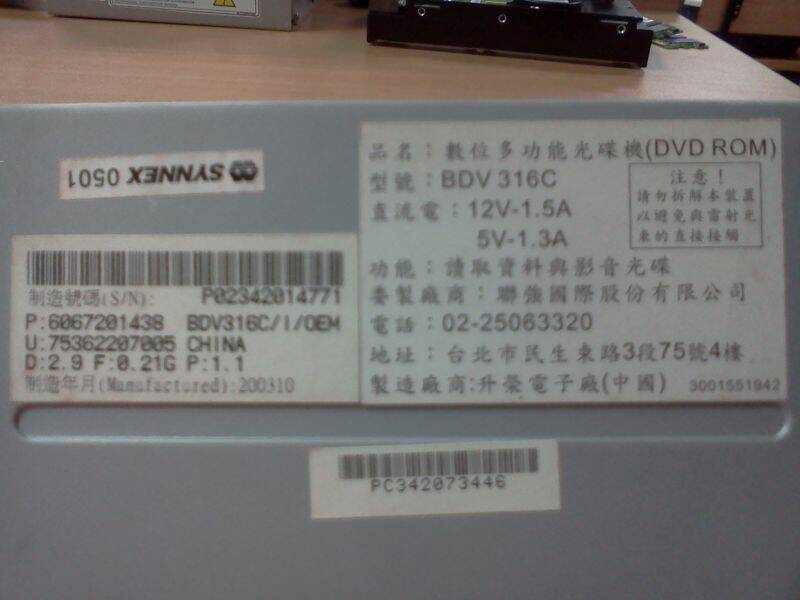 SYNNEX 0501
制造號碼(S/N): P02342014771
P:6067201438 BDV316C/I/OEM
U:75362207005 CHINA
D:2.9 F:0.21G P:1.1
制造年月(Manufactured):200310
品名：數位多功能光碟機(DVD ROM)
型號：BDV 316C
直流電：12V-1.5A
5V-1.3A
注意！
請勿拆解本裝置
以避免與雷射光
束的直接接觸
功能：讀取資料與影音光碟
委製廠商：聯強國際股份有限公司
電話：02-25063320
地址：台北市民生東路3段75號4樓
製造廠商:升榮電子廠(中國) 3001551942
PC342073446